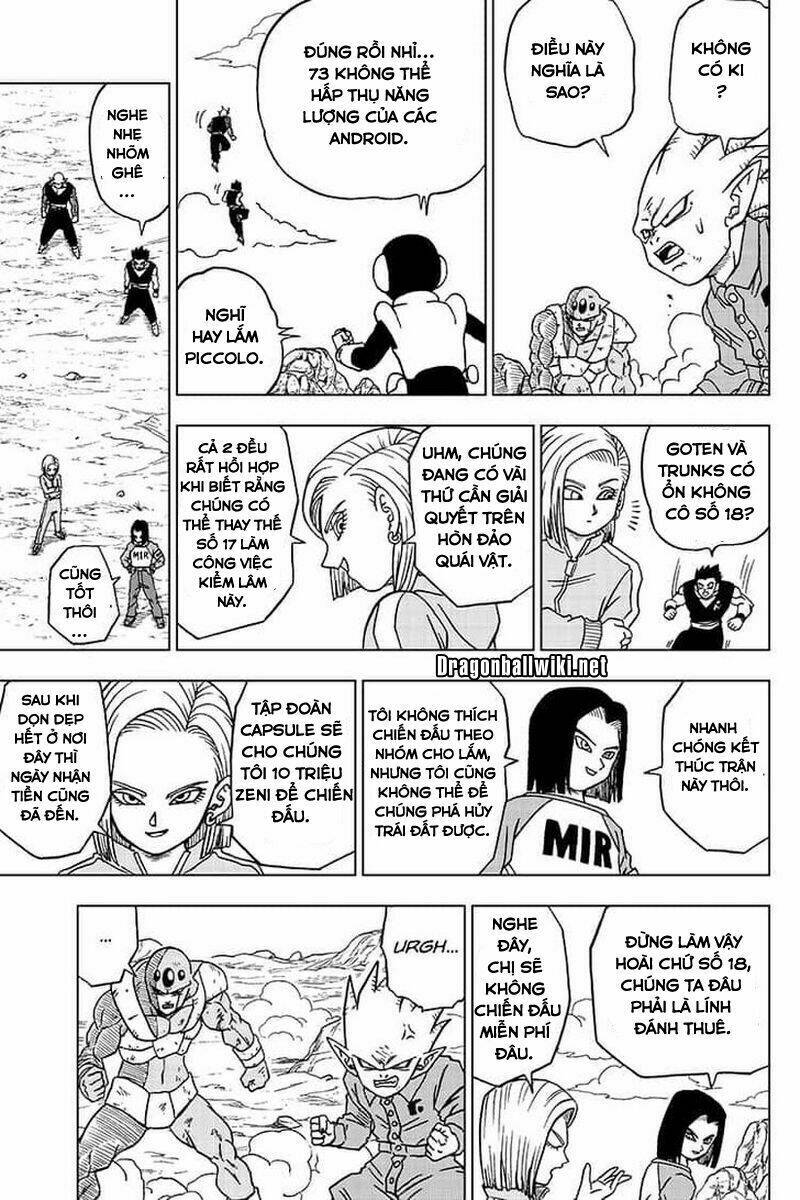 KHÔNG
CÓ KI
?
ĐIỀU NÀY
NGHĨA LÀ
SAO?
ĐÚNG RỒI NHỈ...
73 KHÔNG THỂ
HẤP THỤ NĂNG
LƯỢNG CỦA CÁC
ANDROID.
NGHĨ
HAY LẮM
PICCOLO.
NGHE
NHẸ
NHÕM
GHÊ
...
MIR
CŨNG
TỐT
THÔI
...
GOTEN VÀ
TRUNKS CÓ
ỔN KHÔNG
CÔ SỐ 18?
UHM, CHÚNG
ĐANG CÓ VÀI
THỨ CẦN GIẢI
QUYẾT TRÊN
HÒN ĐẢO
QUÁI VẬT.
CẢ 2 ĐỀU
RẤT HỒI HỢP
KHI BIẾT RẰNG
CHÚNG CÓ
THỂ THAY THẾ
SỐ 17 LÀM
CÔNG VIỆC
KIỂM LÂM
NÀY.
Dragonballwiki.net
NHANH
CHÓNG KẾT
THÚC TRẬN
NÀY THÔI.
MIR
TÔI KHÔNG THÍCH
CHIẾN ĐẤU THEO
NHÓM CHO LẮM,
NHƯNG TÔI CŨNG
KHÔNG THỂ ĐỂ
CHÚNG PHÁ HỦY
TRÁI ĐẤT ĐƯỢC.
TẬP ĐOÀN
CAPSULE SẼ
CHO CHÚNG
TÔI 10 TRIỆU
ZENI ĐỂ CHIẾN
ĐẤU.
SAU KHI
DỌN DẸP
HẾT Ở NƠI
ĐÂY THÌ
NGÀY NHẬN
TIỀN CŨNG
ĐÃ ĐẾN.
ĐỪNG LÀM VẬY
HOÀI CHỨ SỐ 18,
CHÚNG TA ĐÂU
PHẢI LÀ LÍNH
ĐÁNH THUÊ.
NGHE
ĐÂY,
CHỊ SẼ
KHÔNG
CHIẾN ĐẤU
MIỄN PHÍ
ĐÂU.
URGH...
...